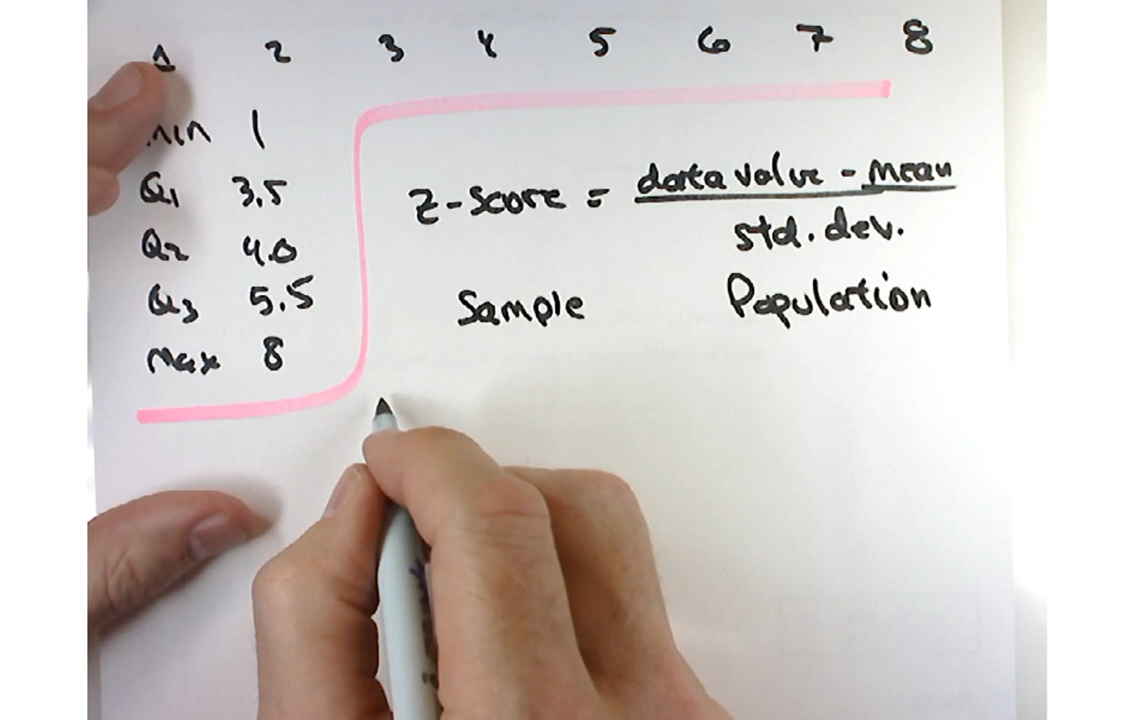 1 2 3 4 5 6 7 8
min 1
Q1 3.5
Q2 4.0
Q3 5.5
Max 8
Z-Score = data value - mean
std. dev.
Sample Population